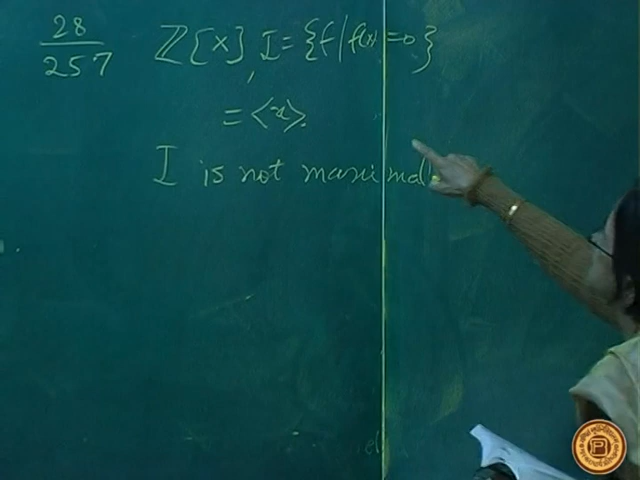 28/257 Z[x], I = {f | f(0) = 0}
= <x>.
I is not maximal.